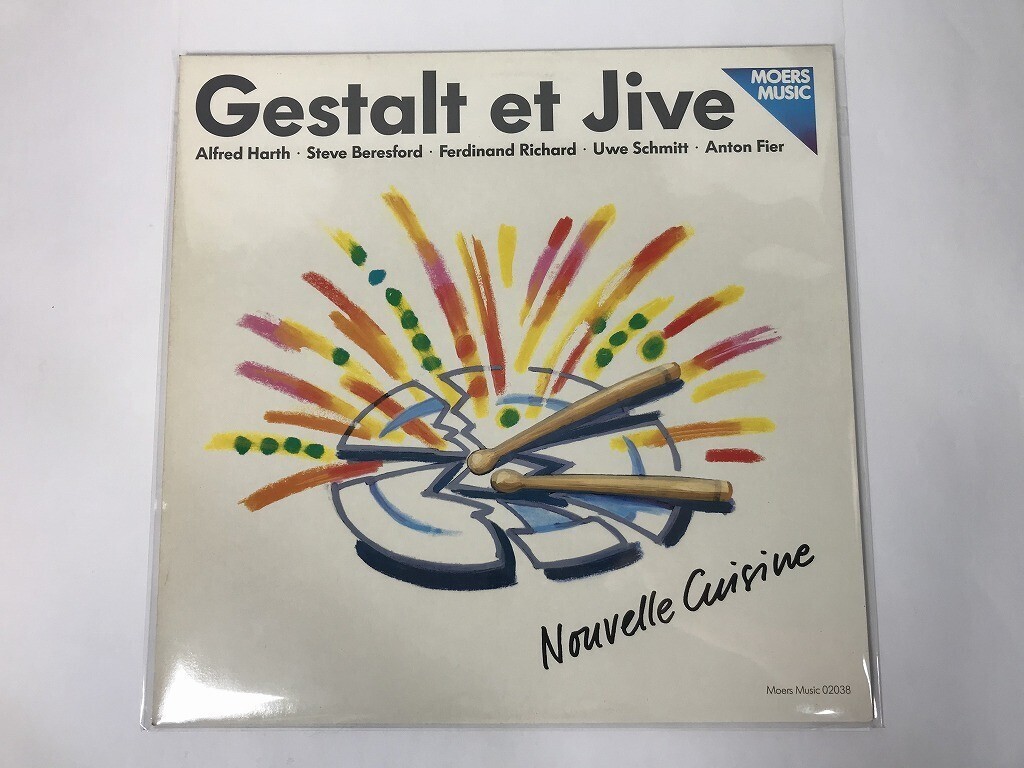 Gestalt et Jive
MOERS
MUSIC
Alfred Harth · Steve Beresford · Ferdinand Richard · Uwe Schmitt · Anton Fier
Nouvelle Cuisine
Moers Music 02038